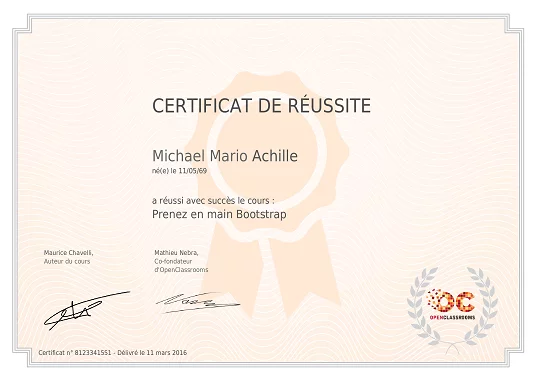 CERTIFICAT DE RÉUSSITE
Michael Mario Achille
né(e) le 11/05/69
a réussi avec succès le cours :
Prenez en main Bootstrap
Maurice Chavelli,
Auteur du cours
Mathieu Nebra,
Co-fondateur
d'OpenClassrooms
OC
OPENCLASSROOMS
Certificat n° 8123341551 - Délivré le 11 mars 2016